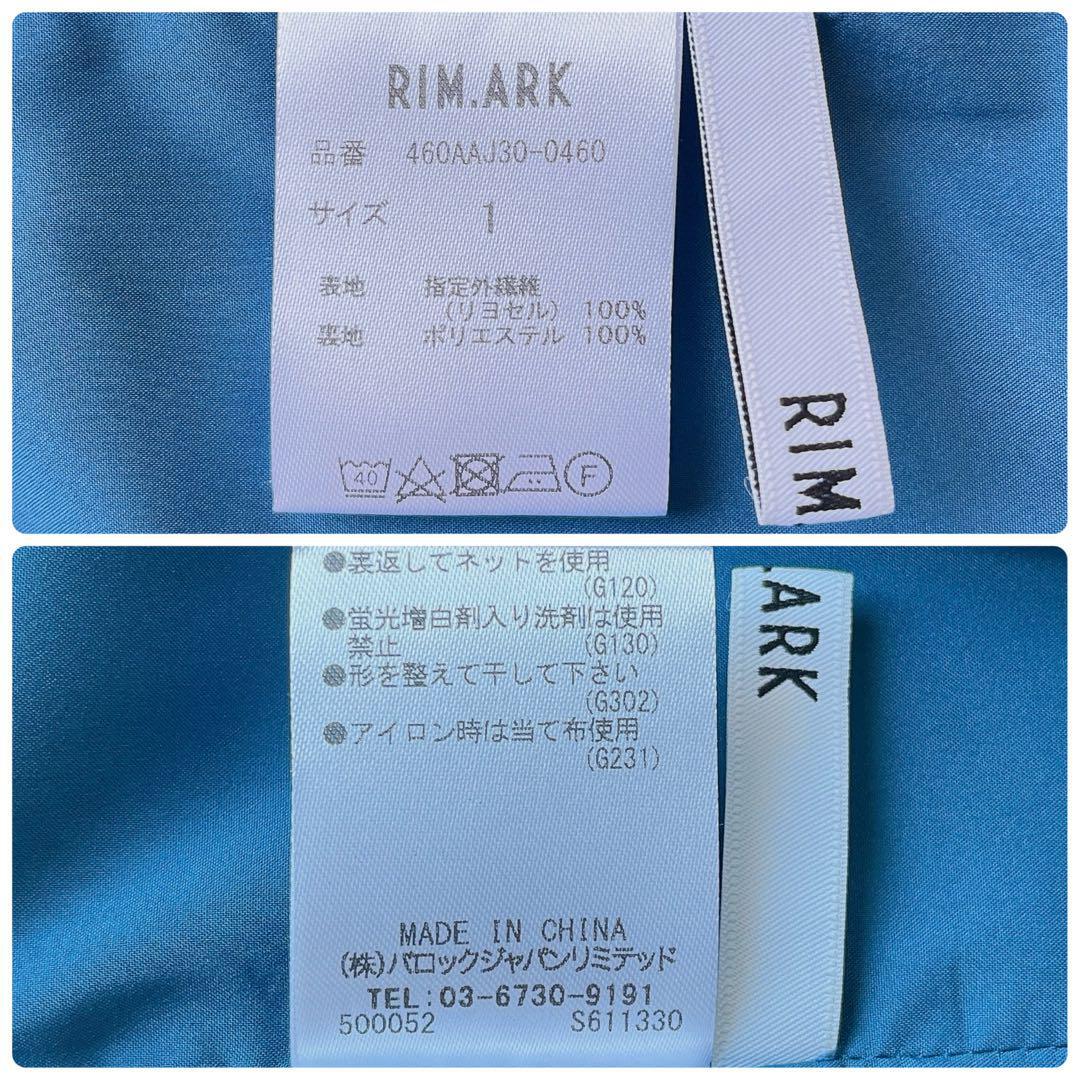 RIM.ARK
品番 460AAJ30-0460
サイズ 1
表地 指定外繊維
(リヨセル) 100%
裏地 ポリエステル 100%
40
F
RIM.
●裏返してネットを使用
(G120)
●蛍光増白剤入り洗剤は使用
禁止 (G130)
●形を整えて干して下さい
(G302)
●アイロン時は当て布使用
(G231)
.ARK
MADE IN CHINA
(株)バロックジャパンリミテッド
TEL:03-6730-9191
500052 S611330